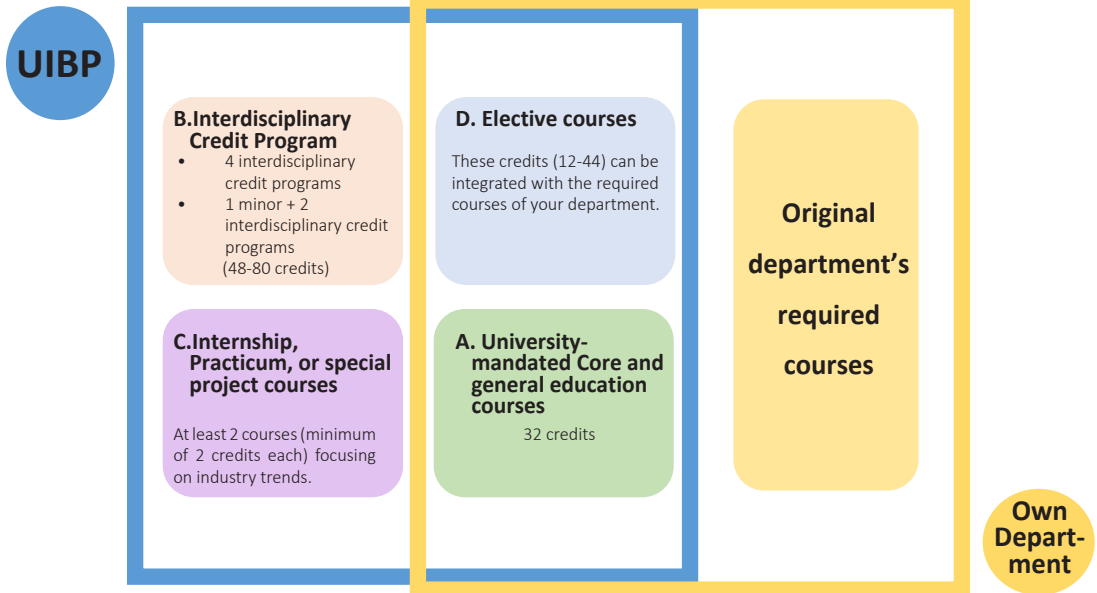 UIBP
B.Interdisciplinary
Credit Program
• 4 interdisciplinary
credit programs
• 1 minor + 2
interdisciplinary credit
programs
(48-80 credits)
D. Elective courses
These credits (12-44) can be
integrated with the required
courses of your department.
C.Internship,
Practicum, or special
project courses
At least 2 courses (minimum
of 2 credits each) focusing
on industry trends.
A. University-
mandated Core and
general education
courses
32 credits
Original
department’s
required
courses
Own
Depart-
ment